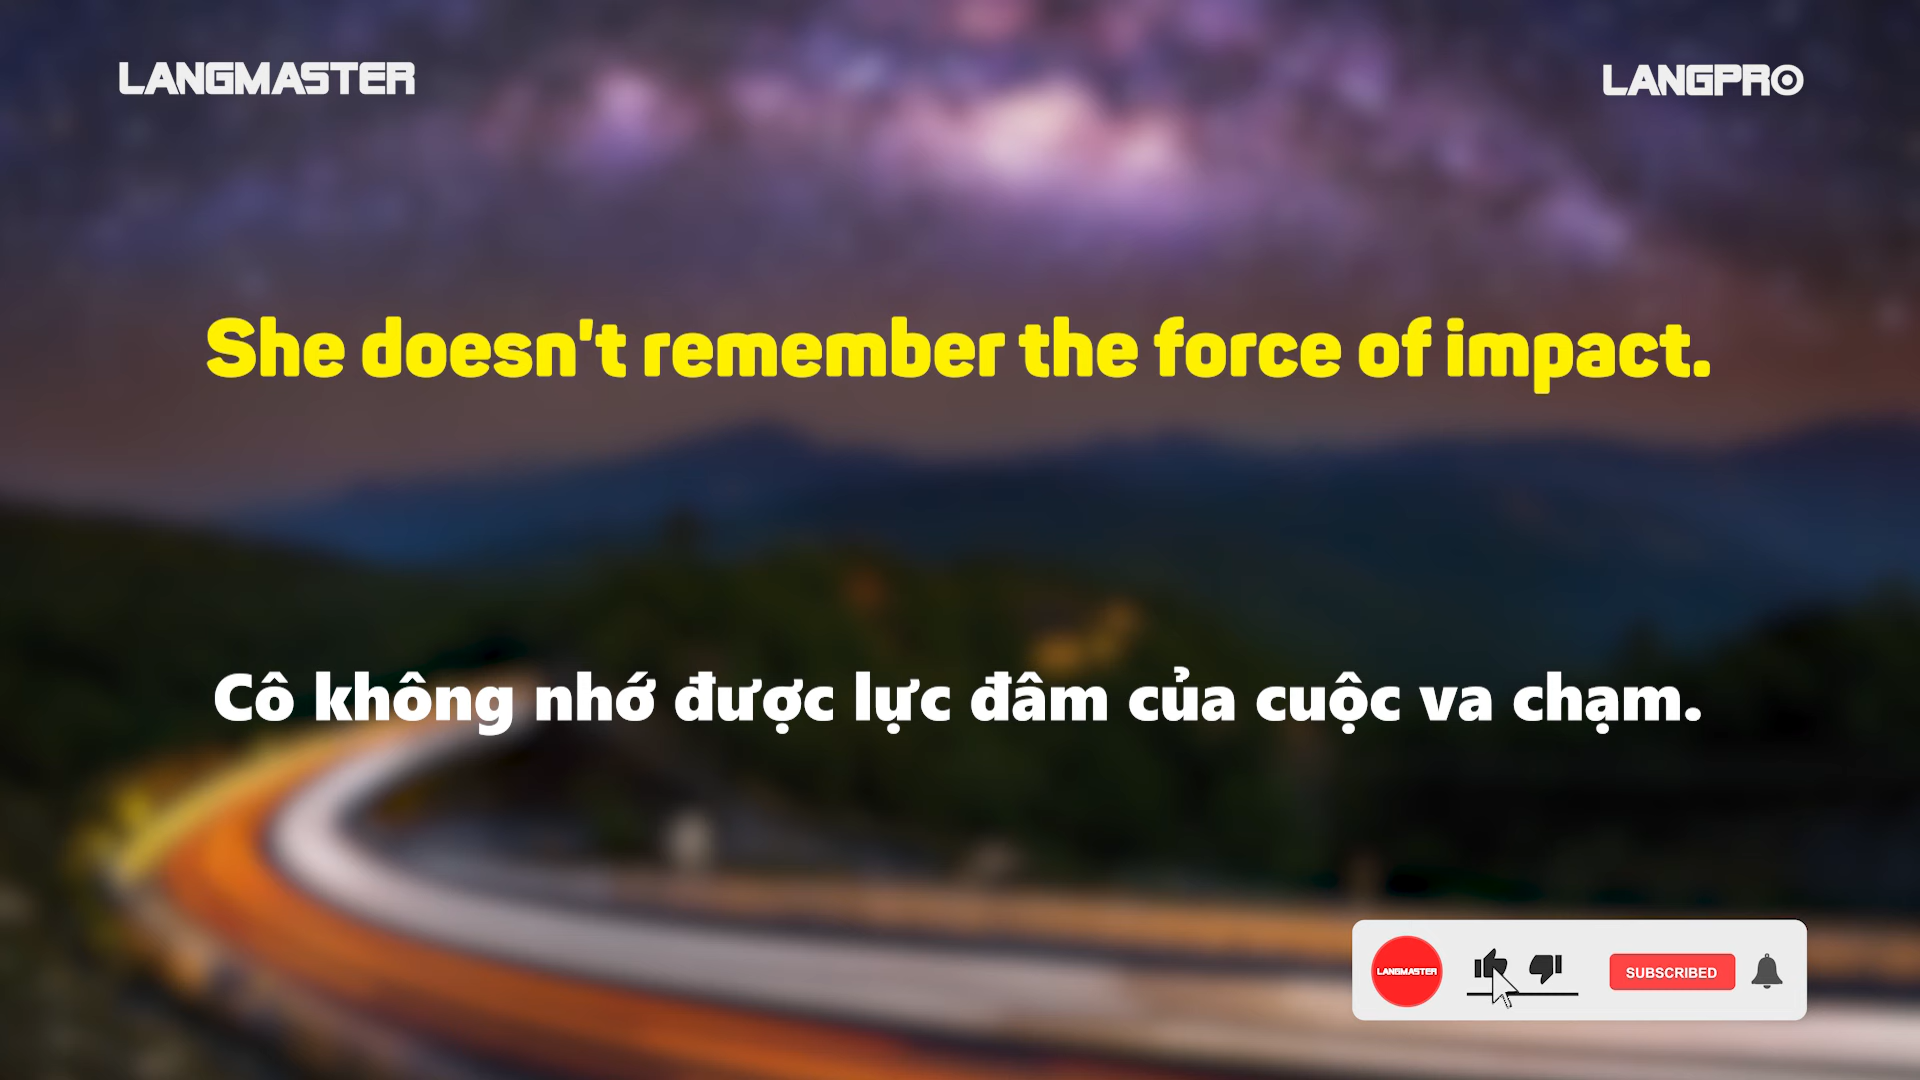 LANGMASTER
LANGPRO
She doesn't remember the force of impact.
Cô không nhớ được lực đâm của cuộc va chạm.
LANGMASTER
SUBSCRIBED